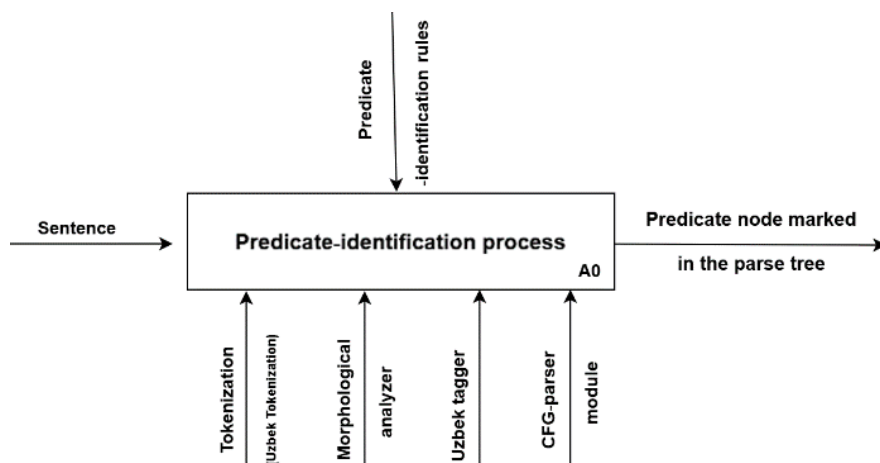 Predicate
-identification rules
Sentence
Predicate-identification process
A0
Predicate node marked
in the parse tree
Tokenization
(Uzbek Tokenization)
Morphological
analyzer
Uzbek tagger
CFG-parser
module